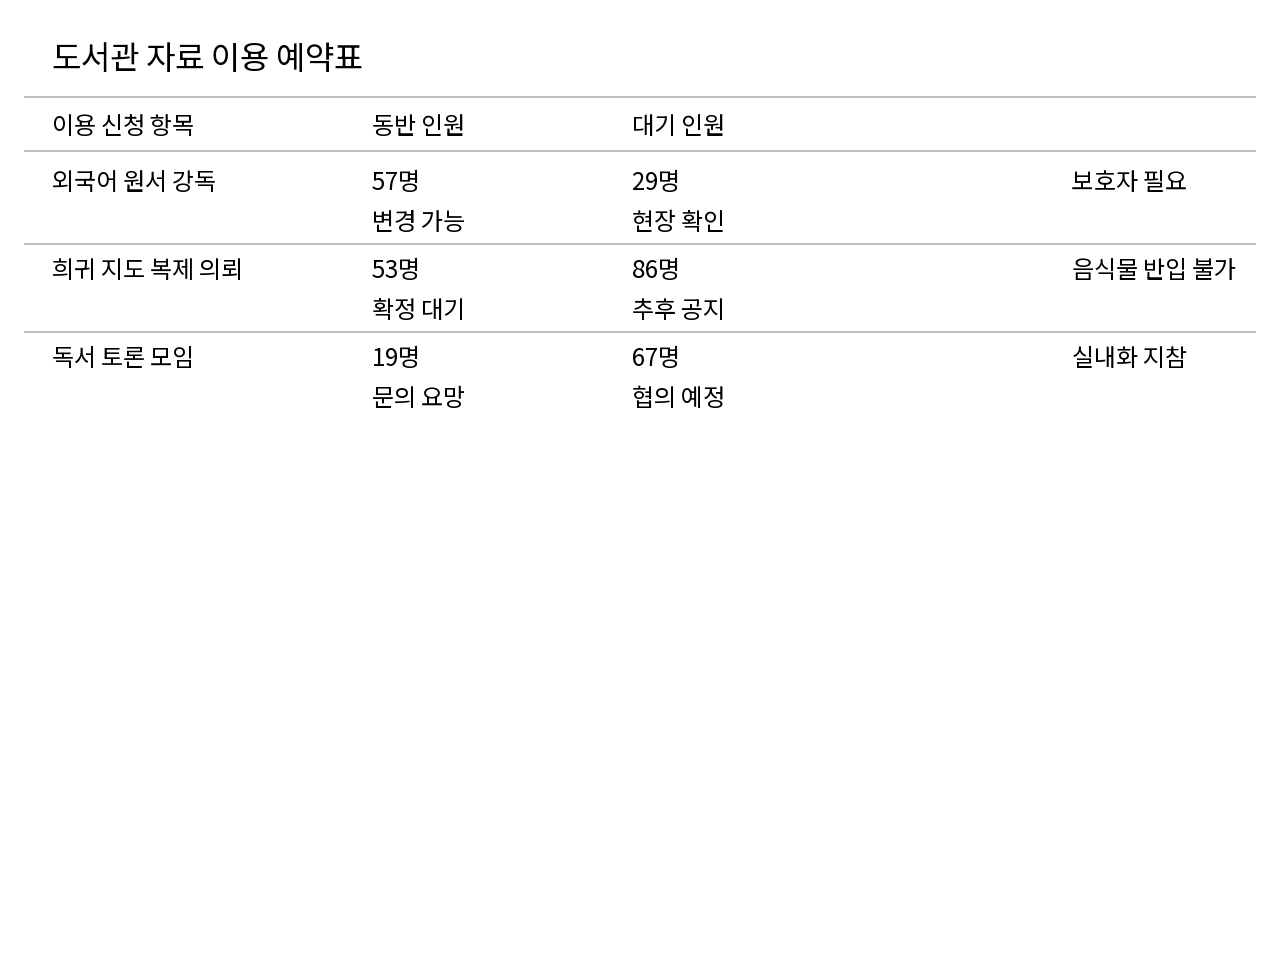 도서관 자료 이용 예약표
이용 신청 항목 동반 인원 대기 인원
외국어 원서 강독 57명 29명 보호자 필요
변경 가능 현장 확인
희귀 지도 복제 의뢰 53명 86명 음식물 반입 불가
확정 대기 추후 공지
독서 토론 모임 19명 67명 실내화 지참
문의 요망 협의 예정